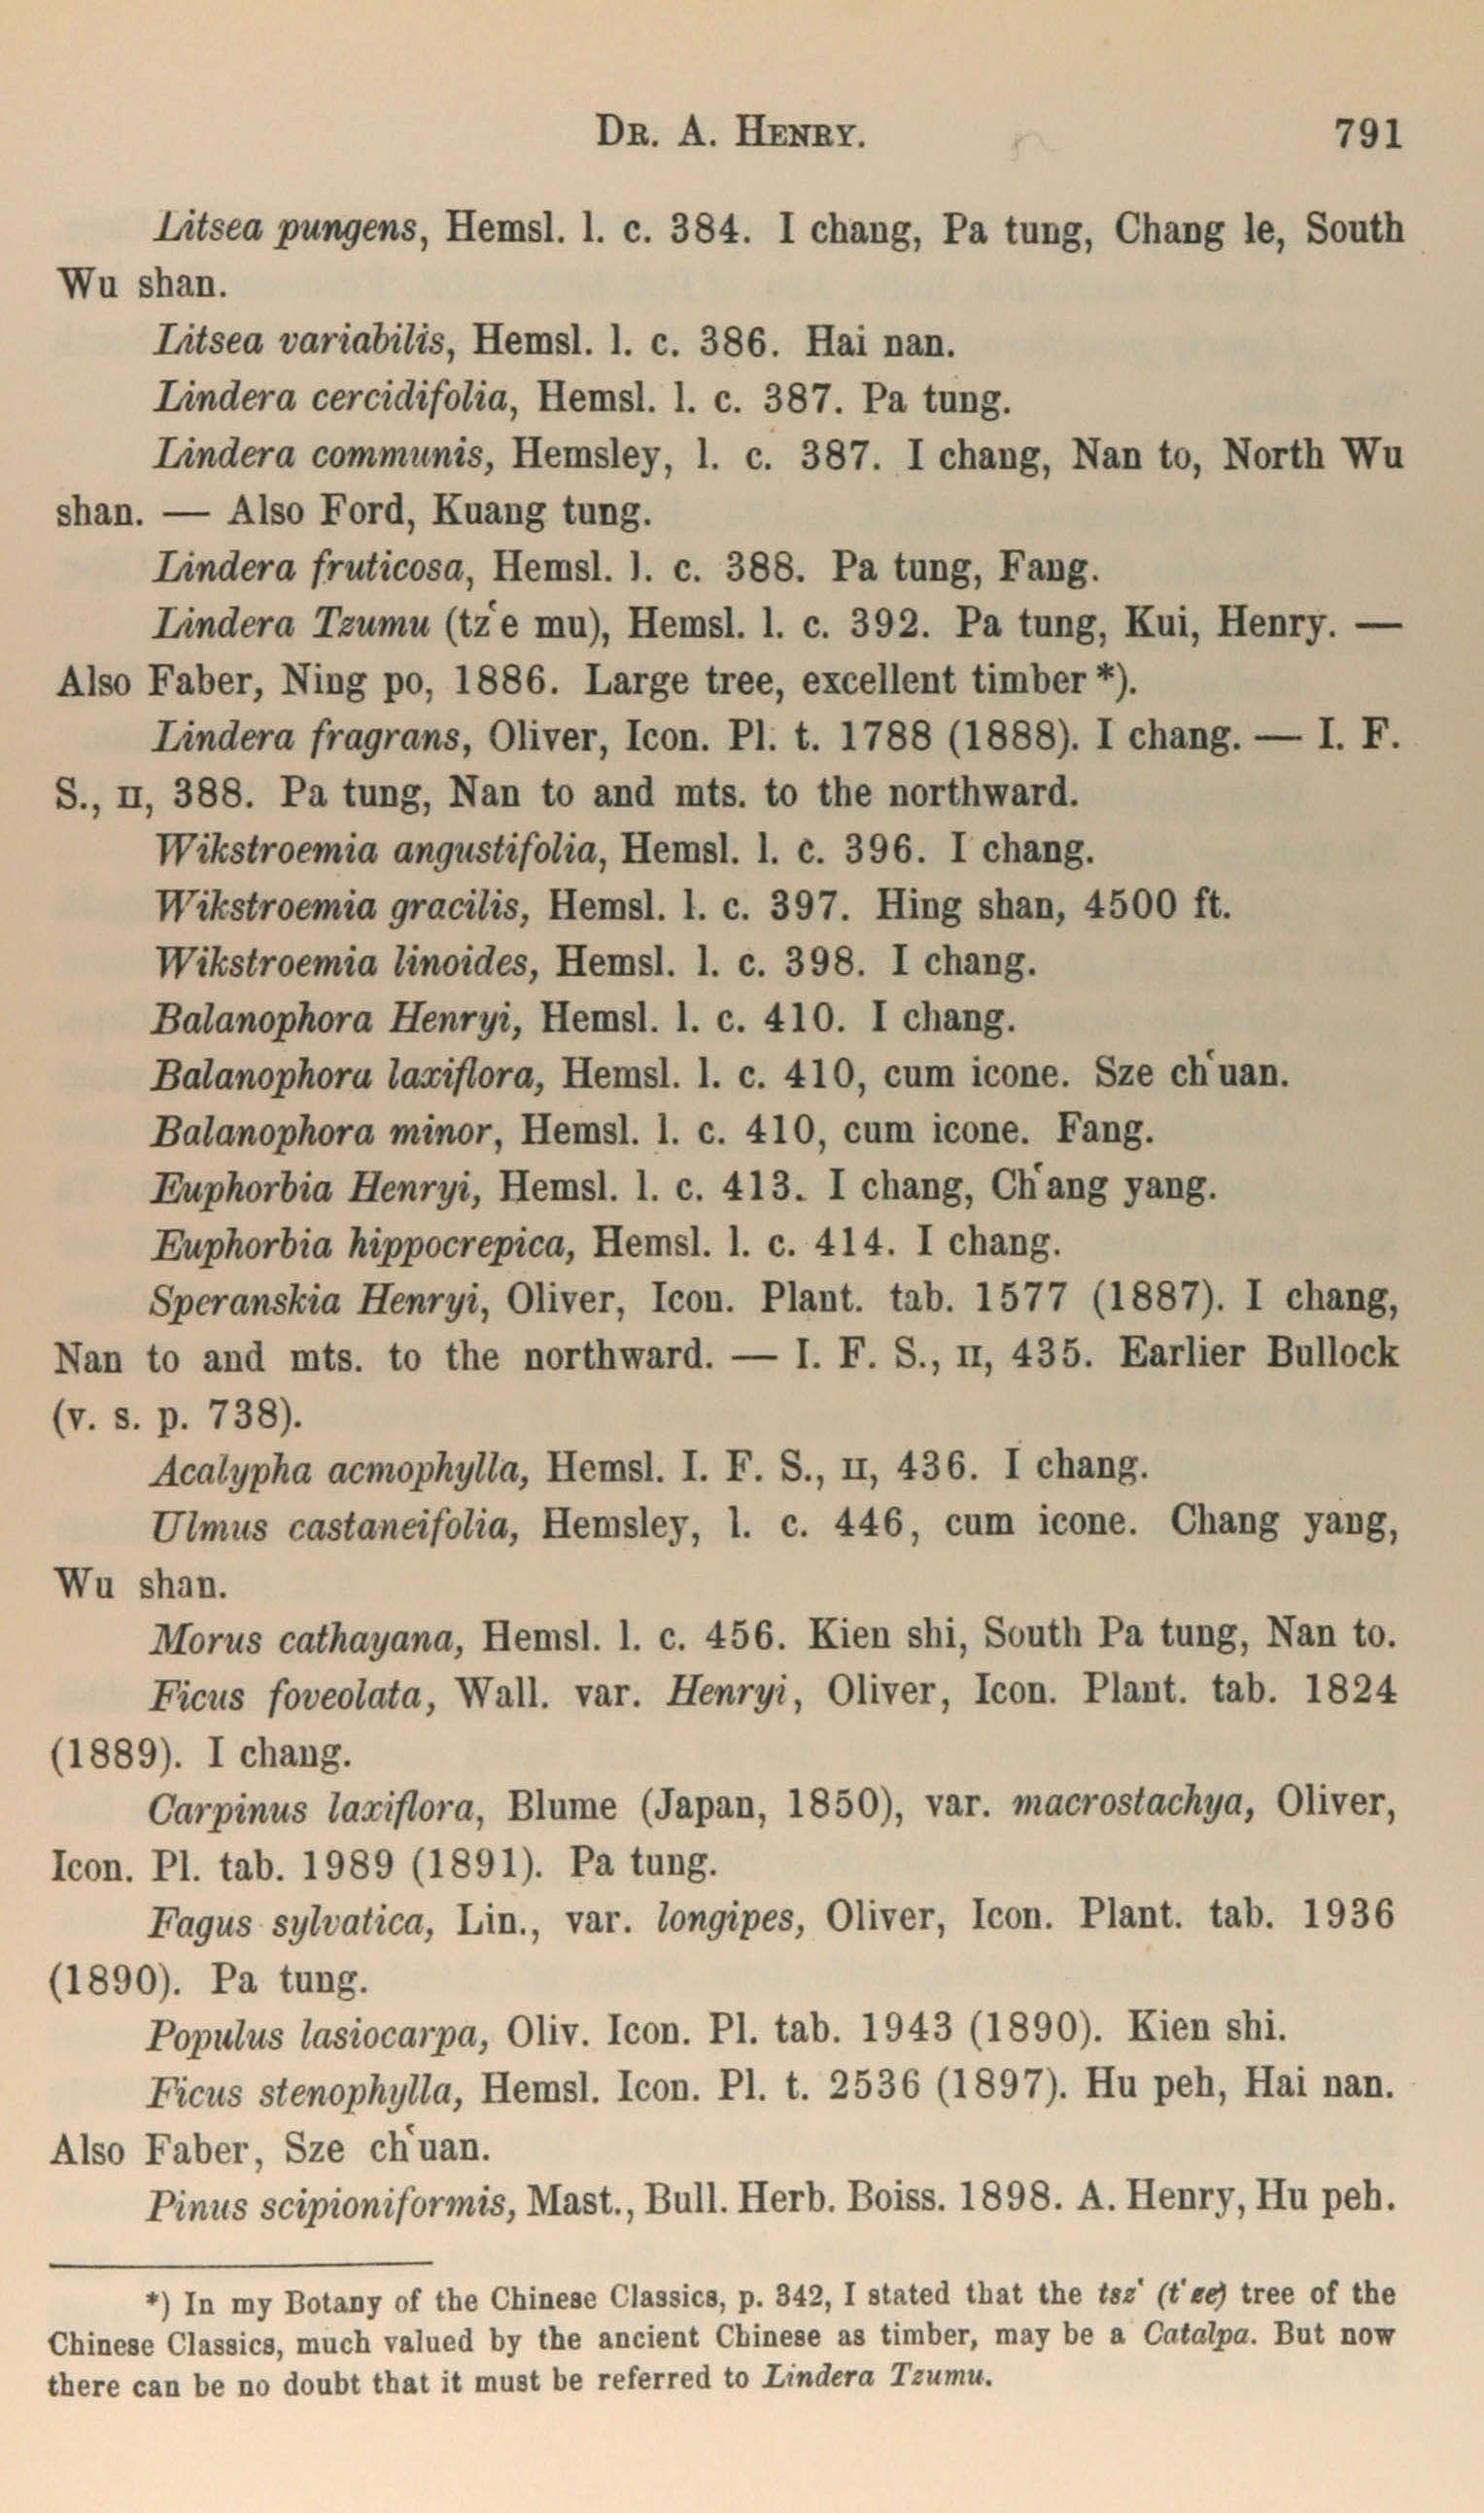 DR. A. HENRY. 791
Litsea pungens, Hemsl. l. c. 384. I chang, Pa tung, Chang le, South
Wu shan.
Litsea variabilis, Hemsl. l. c. 386. Hai nan.
Lindera cercidifolia, Hemsl. l. c. 387. Pa tung.
Lindera communis, Hemsley, l. c. 387. I chang, Nan to, North Wu
shan. — Also Ford, Kuang tung.
Lindera fruticosa, Hemsl. l. c. 388. Pa tung, Fang.
Lindera Tzumu (tz‘e mu), Hemsl. l. c. 392. Pa tung, Kui, Henry. —
Also Faber, Ning po, 1886. Large tree, excellent timber *).
Lindera fragrans, Oliver, Icon. Pl. t. 1788 (1888). I chang. — I. F.
S., II, 388. Pa tung, Nan to and mts. to the northward.
Wikstroemia angustifolia, Hemsl. l. c. 396. I chang.
Wikstroemia gracilis, Hemsl. l. c. 397. Hing shan, 4500 ft.
Wikstroemia linoides, Hemsl. l. c. 398. I chang.
Balanophora Henryi, Hemsl. l. c. 410. I chang.
Balanophora laxiflora, Hemsl. l. c. 410, cum icone. Sze ch‘uan.
Balanophora minor, Hemsl. l. c. 410, cum icone. Fang.
Euphorbia Henryi, Hemsl. l. c. 413. I chang, Ch‘ang yang.
Euphorbia hippocrepica, Hemsl. l. c. 414. I chang.
Speranskia Henryi, Oliver, Icon. Plant. tab. 1577 (1887). I chang,
Nan to and mts. to the northward. — I. F. S., II, 435. Earlier Bullock
(v. s. p. 738).
Acalypha acmophylla, Hemsl. I. F. S., II, 436. I chang.
Ulmus castaneifolia, Hemsley, l. c. 446, cum icone. Chang yang,
Wu shan.
Morus cathayana, Hemsl. l. c. 456. Kien shi, South Pa tung, Nan to.
Ficus foveolata, Wall. var. Henryi, Oliver, Icon. Plant. tab. 1824
(1889). I chang.
Carpinus laxiflora, Blume (Japan, 1850), var. macrostachya, Oliver,
Icon. Pl. tab. 1989 (1891). Pa tung.
Fagus sylvatica, Lin., var. longipes, Oliver, Icon. Plant. tab. 1936
(1890). Pa tung.
Populus lasiocarpa, Oliv. Icon. Pl. tab. 1943 (1890). Kien shi.
Ficus stenophylla, Hemsl. Icon. Pl. t. 2536 (1897). Hu peh, Hai nan.
Also Faber, Sze ch‘uan.
Pinus scipioniformis, Mast., Bull. Herb. Boiss. 1898. A. Henry, Hu peh.
*) In my Botany of the Chinese Classics, p. 342, I stated that the tsz‘ (t‘ze) tree of the
Chinese Classics, much valued by the ancient Chinese as timber, may be a Catalpa. But now
there can be no doubt that it must be referred to Lindera Tzumu.